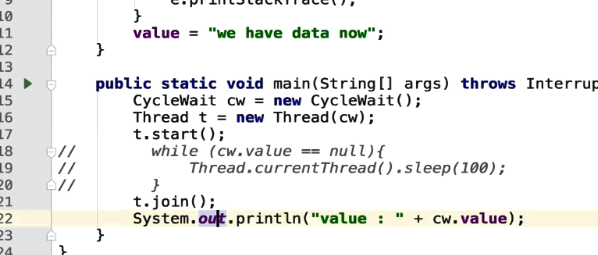 e.printStackTrace();
10 }
11 value = "we have data now";
12 }
13
14 public static void main(String[] args) throws
15 CycleWait cw = new CycleWait();
16 Thread t = new Thread(cw);
17 t.start();
18 // while (cw.value == null){
19 // Thread.currentThread().sleep(100);
20 // }
21 t.join();
22 System.out.println("value : " + cw.value);
23 }
24 }